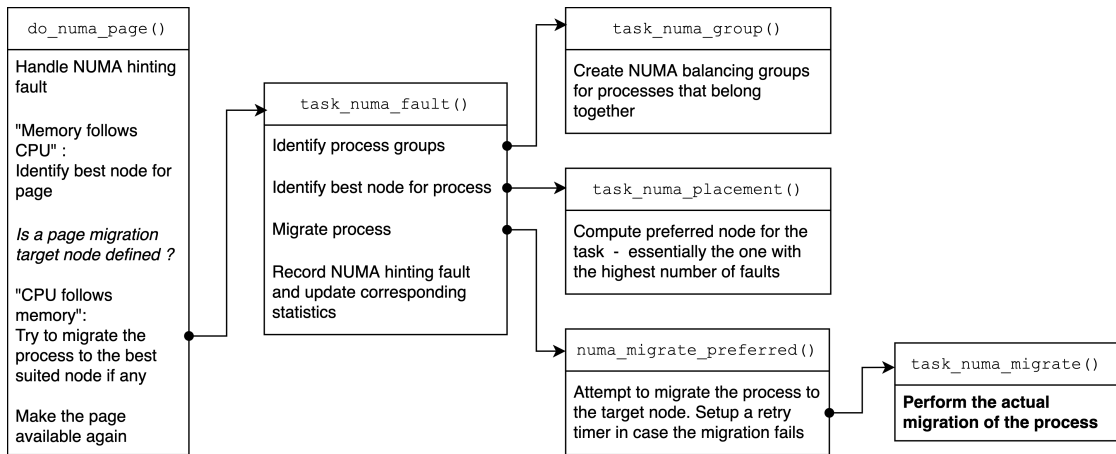 do_numa_page()
Handle NUMA hinting
fault
"Memory follows
CPU" :
Identify best node for
page
Is a page migration
target node defined ?
"CPU follows
memory":
Try to migrate the
process to the best
suited node if any
Make the page
available again
task_numa_fault()
Identify process groups
Identify best node for process
Migrate process
Record NUMA hinting fault
and update corresponding
statistics
task_numa_group()
Create NUMA balancing groups
for processes that belong
together
task_numa_placement()
Compute preferred node for the
task - essentially the one with
the highest number of faults
numa_migrate_preferred()
Attempt to migrate the process to
the target node. Setup a retry
timer in case the migration fails
task_numa_migrate()
Perform the actual
migration of the process